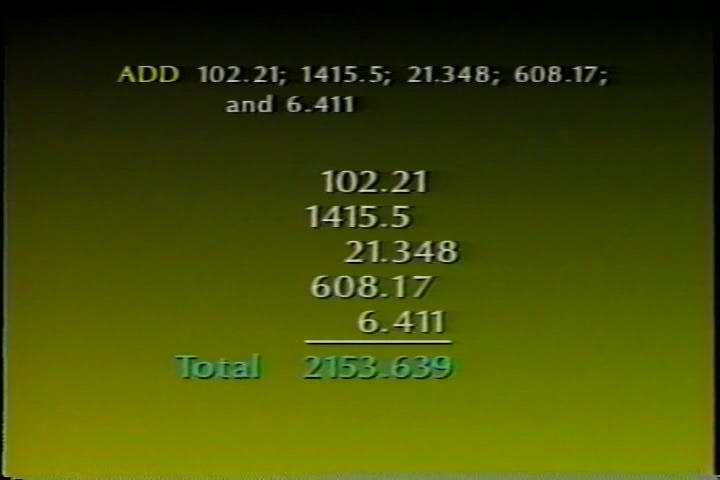 ADD 102.21; 1415.5; 21.348; 608.17;
and 6.411
102.21
1415.5
21.348
608.17
6.411
Total 2153.639